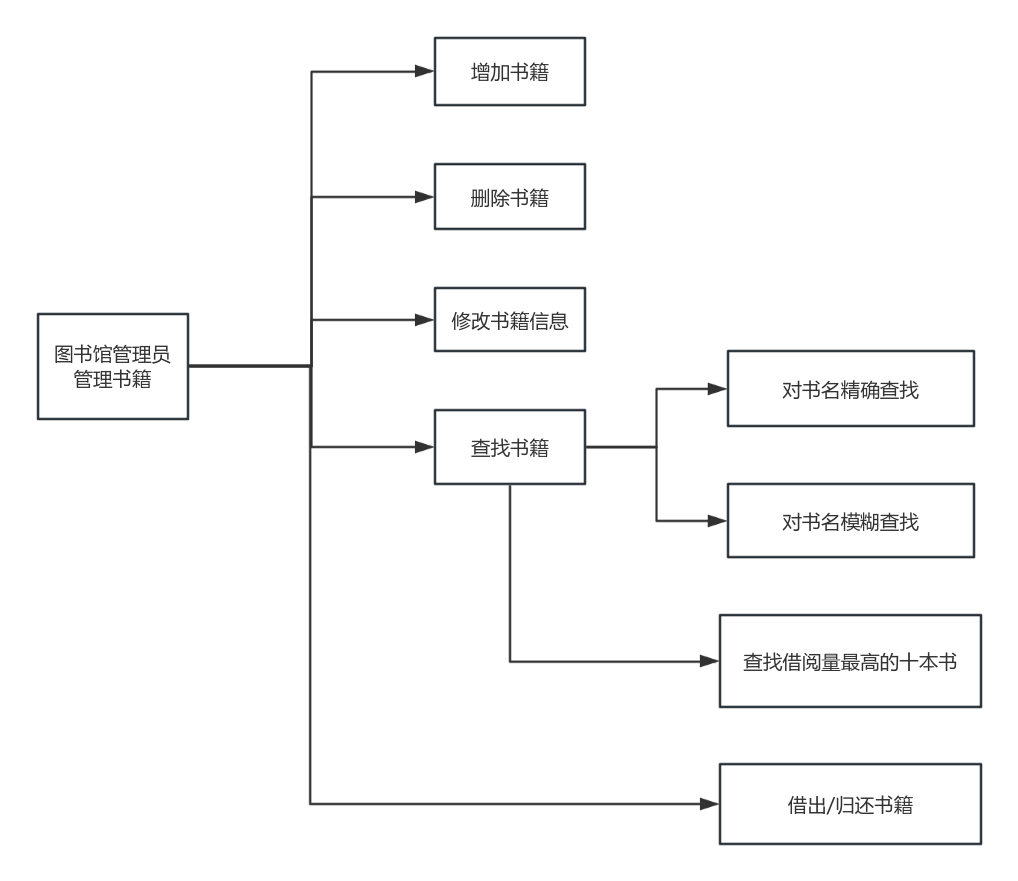 增加书籍
删除书籍
修改书籍信息
图书馆管理员
管理书籍
查找书籍
对书名精确查找
对书名模糊查找
查找借阅量最高的十本书
借出/归还书籍